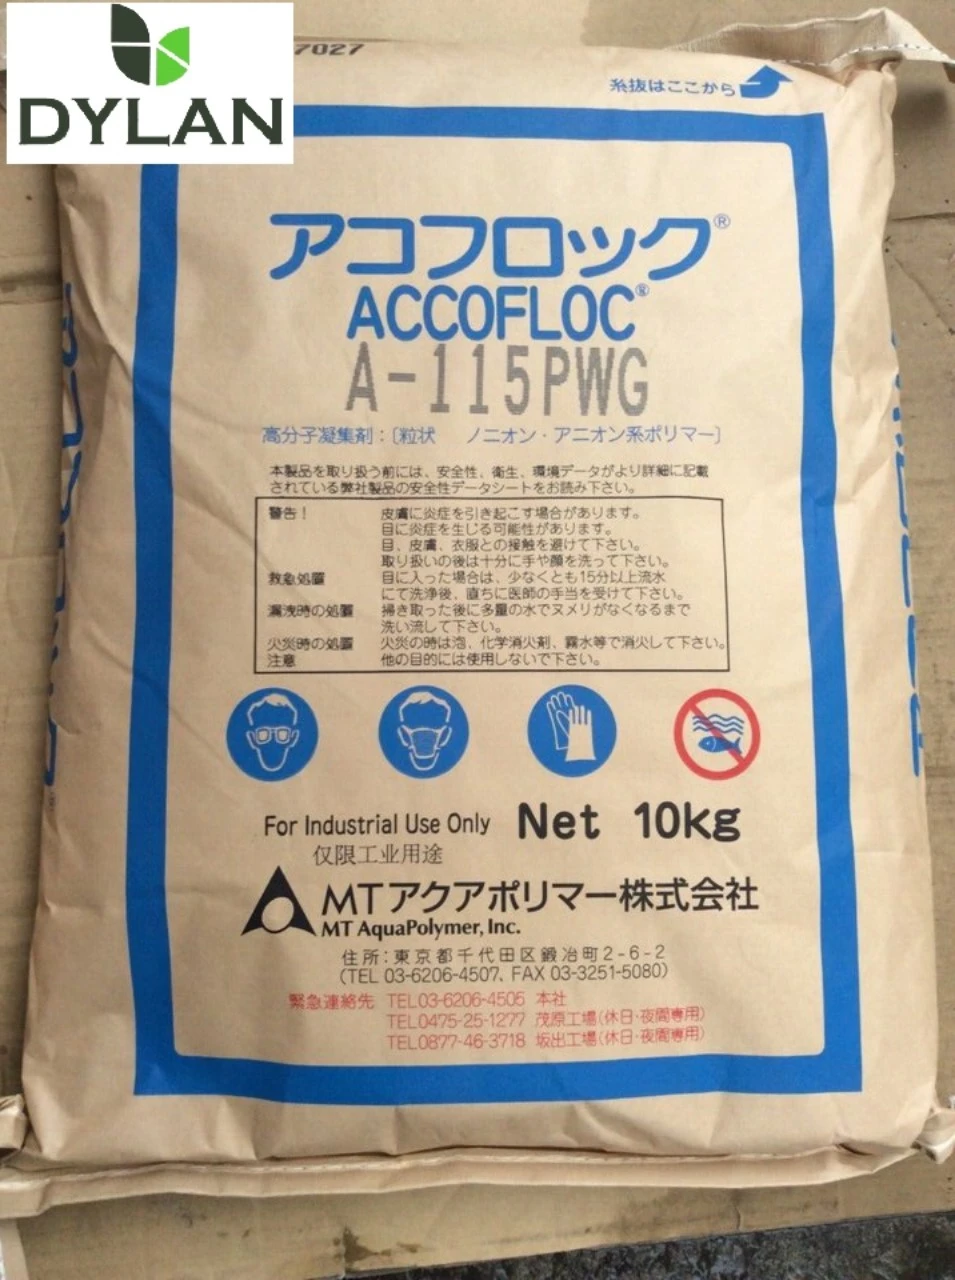 DYLAN
7027
糸抜はここから
アコフロック®
ACCOFLOC®
A-115PWG
高分子凝集剤:〔粒状 ノニオン・アニオン系ポリマー〕
本製品を取り扱う前には、安全性、衛生、環境データがより詳細に記載
されている弊社製品の安全性データシートをお読み下さい。
警告! 皮膚に炎症を引き起こす場合があります。
目に炎症を生じる可能性があります。
目、皮膚、衣服との接触を避けて下さい。
取り扱いの後は十分に手や顔を洗って下さい。
救急処置 目に入った場合は、少なくとも15分以上流水
にて洗浄後、直ちに医師の手当を受けて下さい。
漏洩時の処置 掃き取った後に多量の水でヌメリがなくなるまで
洗い流して下さい。
火災時の処置 火災の時は泡、化学消火剤、霧水等で消火して下さい。
注意 他の目的には使用しないで下さい。
For Industrial Use Only Net 10kg
仅限工业用途
MTアクアポリマー株式会社
MT AquaPolymer, Inc.
住所:東京都千代田区鍛冶町2-6-2
(TEL 03-6206-4507、FAX 03-3251-5080)
緊急連絡先 TEL03-6206-4505 本社
TEL0475-25-1277 茂原工場(休日・夜間専用)
TEL0877-46-3718 坂出工場(休日・夜間専用)